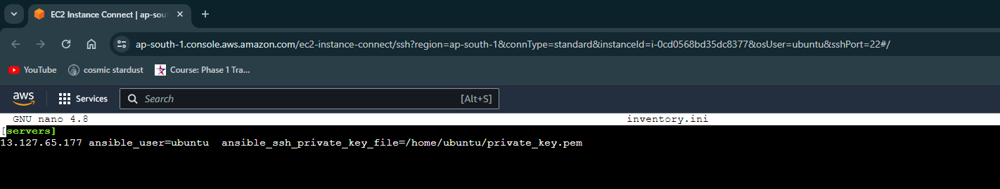 EC2 Instance Connect | ap-sout
ap-south-1.console.aws.amazon.com/ec2-instance-connect/ssh?region=ap-south-1&connType=standard&instanceId=i-0cd0568bd35dc8377&osUser=ubuntu&sshPort=22#/
YouTube cosmic stardust Course: Phase 1 Tra...
aws Services Search [Alt+S]
GNU nano 4.8 inventory.ini
[servers]
13.127.65.177 ansible_user=ubuntu  ansible_ssh_private_key_file=/home/ubuntu/private_key.pem